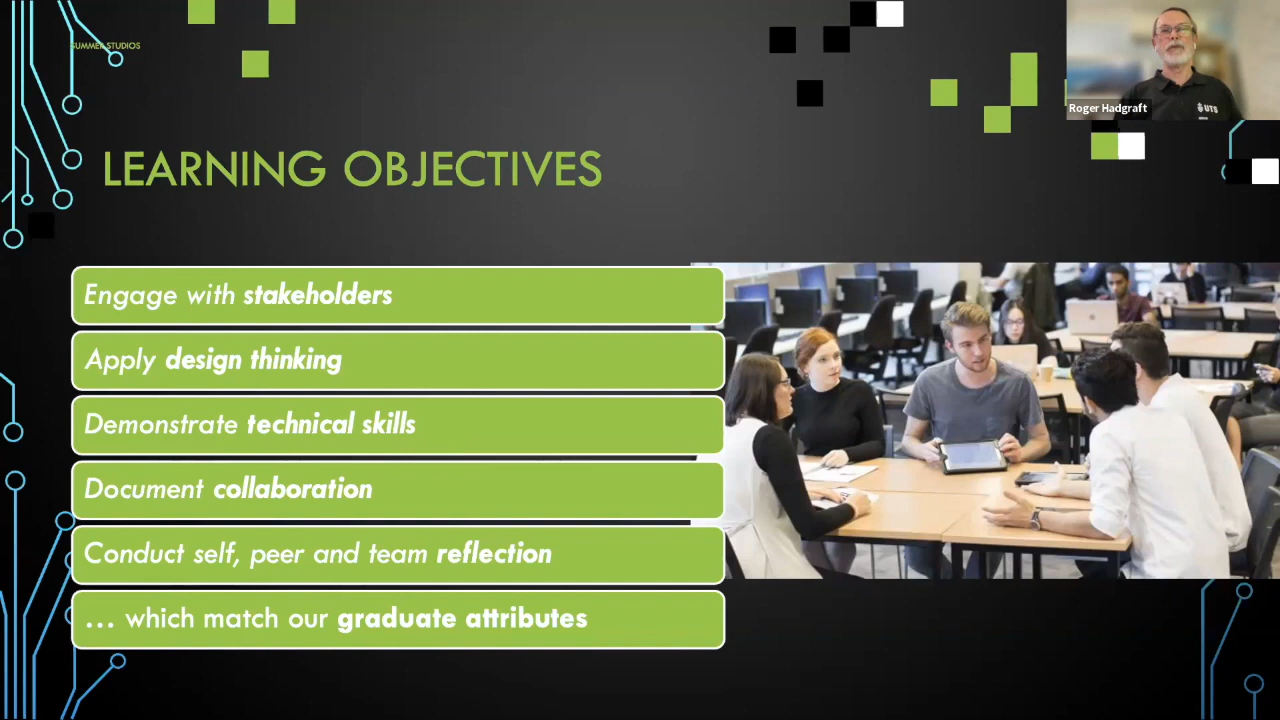 SUMMER STUDIOS
Roger Hadgraft
UTS
LEARNING OBJECTIVES
Engage with stakeholders
Apply design thinking
Demonstrate technical skills
Document collaboration
Conduct self, peer and team reflection
... which match our graduate attributes